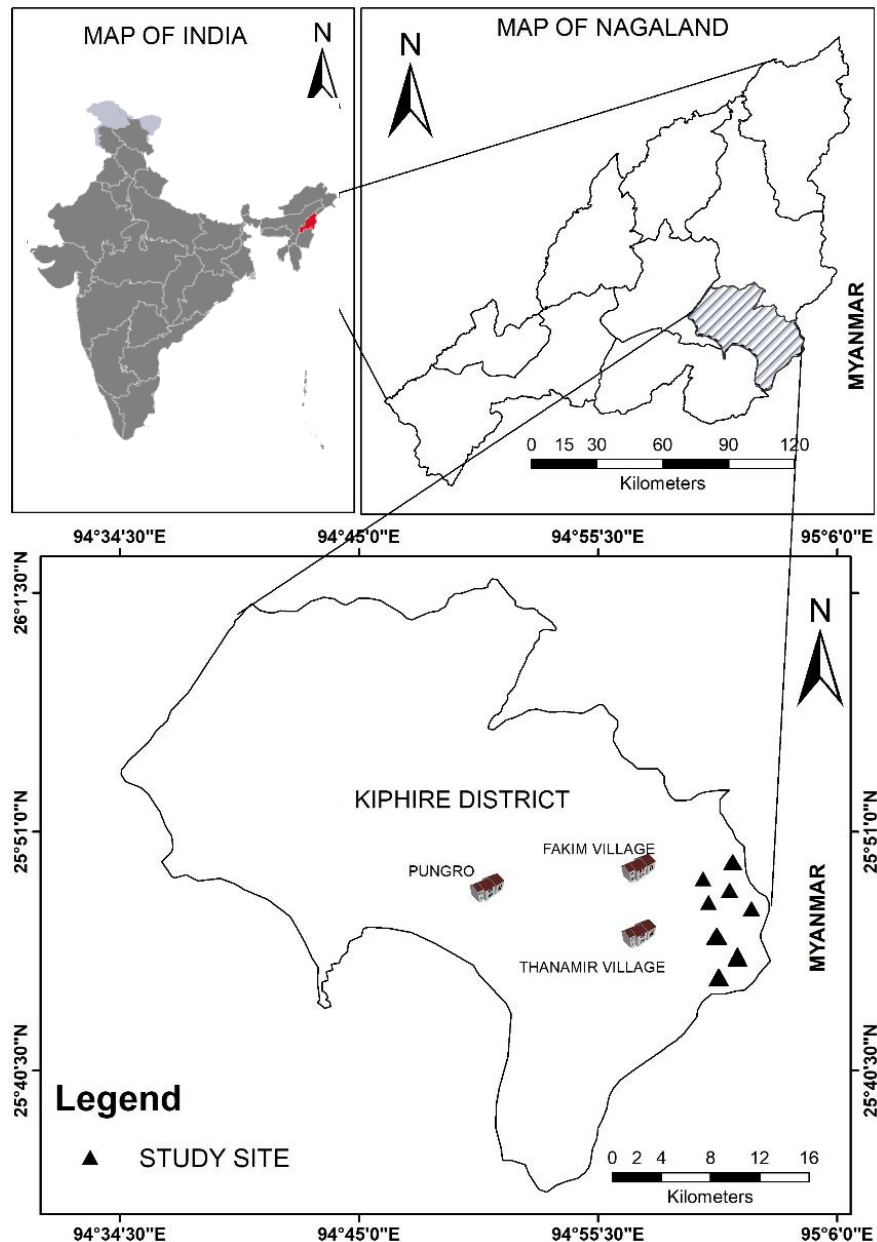 MAP OF INDIA
N
MAP OF NAGALAND
N
MYANMAR
0 15 30 60 90 120
Kilometers
94°34'30"E 94°45'0"E 94°55'30"E 95°6'0"E
26°1'30"N
26°1'30"N
N
KIPHIRE DISTRICT
25°51'0"N
25°51'0"N
FAKIM VILLAGE
PUNGRO
THANAMIR VILLAGE
MYANMAR
25°40'30"N
25°40'30"N
Legend
STUDY SITE
0 2 4 8 12 16
Kilometers
94°34'30"E 94°45'0"E 94°55'30"E 95°6'0"E